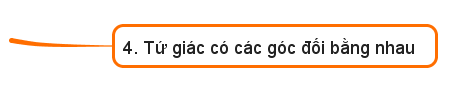 4. Tứ giác có các góc đối bằng nhau